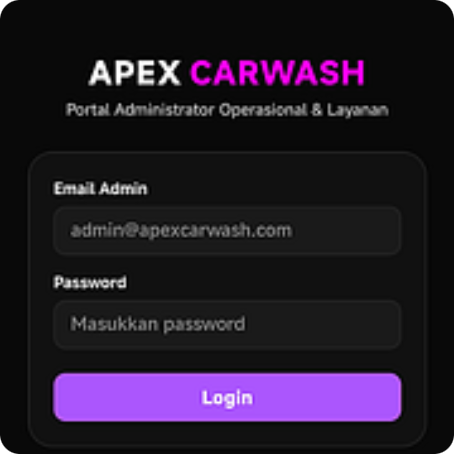 APEX CARWASH
Portal Administrator Operasional & Layanan
Email Admin
admin@apexcarwash.com
Password
Masukkan password
Login